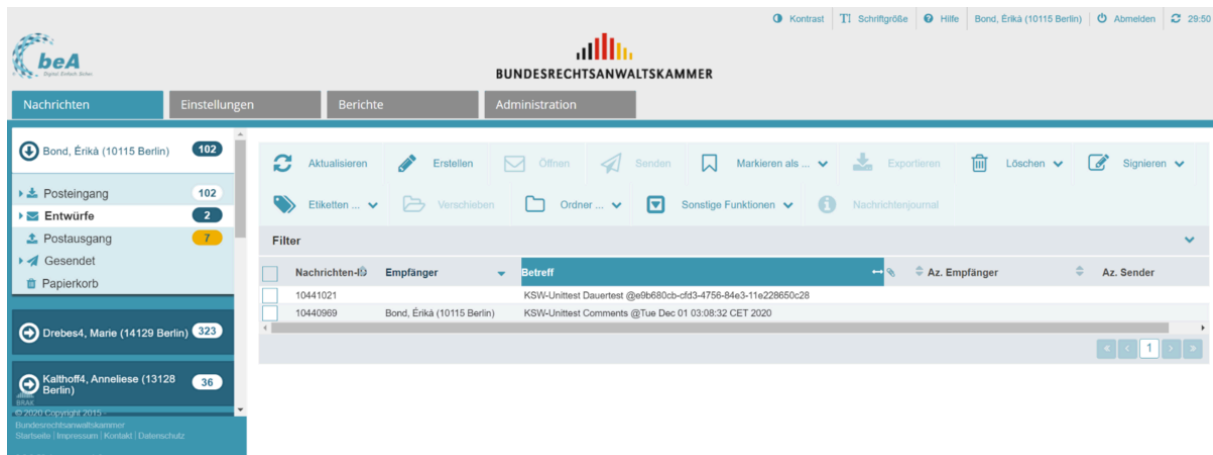 Kontrast Schriftgröße Hilfe Bond, Érikà (10115 Berlin) Abmelden 29:50
beA
BUNDESRECHTSANWALTSKAMMER
Nachrichten Einstellungen Berichte Administration
Bond, Érikà (10115 Berlin) 102
Posteingang 102
Entwürfe 2
Postausgang 7
Gesendet
Papierkorb
Drebes4, Marie (14129 Berlin) 323
Kalthoff4, Anneliese (13128 Berlin) 36
BRAK
© 2020 Copyright 2015 -
Bundesrechtsanwaltskammer
Startseite | Impressum | Kontakt | Datenschutz
Aktualisieren Erstellen Öffnen Senden Markieren als ... Exportieren Löschen Signieren
Etiketten ... Verschieben Ordner ... Sonstige Funktionen Nachrichtenjournal
Filter
Nachrichten-ID Empfänger Betreff Az. Empfänger Az. Sender
10441021 KSW-Unittest Dauertest @e9b680cb-cfd3-4756-84e3-11e228650c28
10440969 Bond, Érikà (10115 Berlin) KSW-Unittest Comments @Tue Dec 01 03:08:32 CET 2020
« < 1 > »